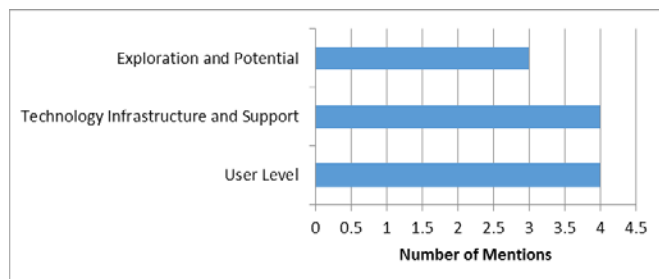 Exploration and Potential
Technology Infrastructure and Support
User Level
0 0.5 1 1.5 2 2.5 3 3.5 4 4.5
Number of Mentions